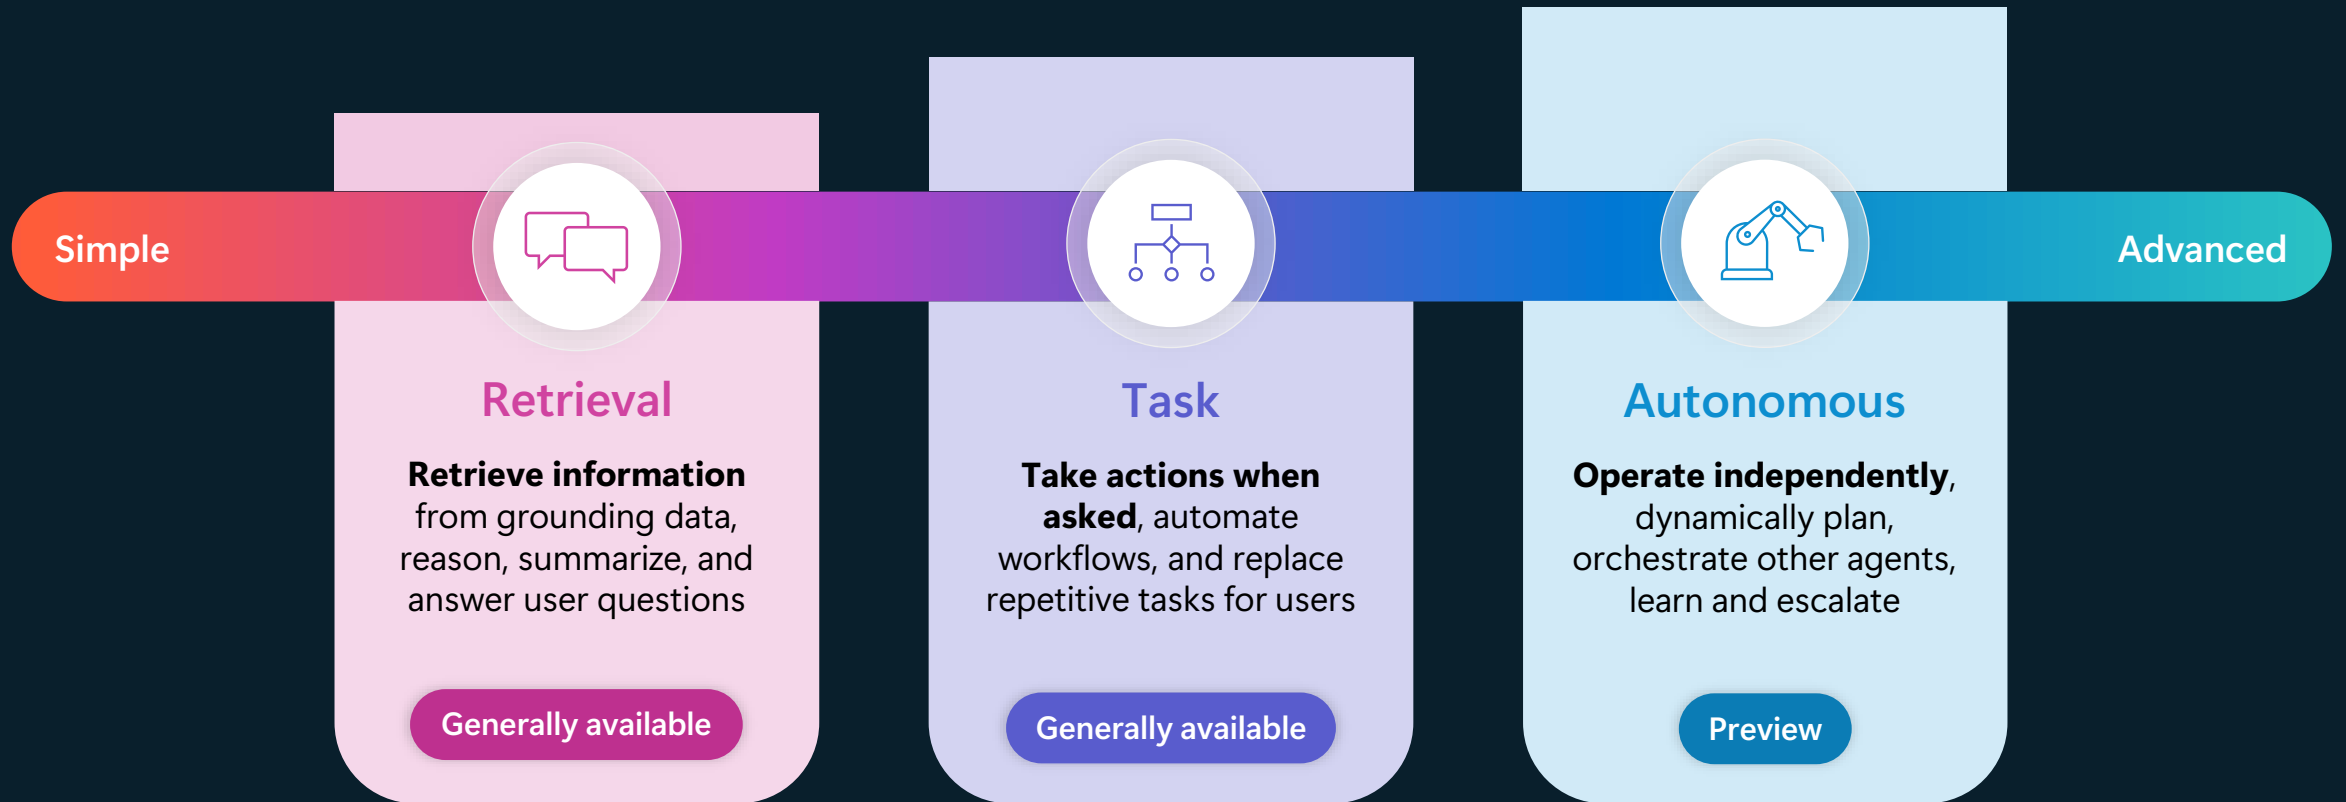 Simple
Advanced
Retrieval
Retrieve information
from grounding data,
reason, summarize, and
answer user questions
Generally available
Task
Take actions when
asked, automate
workflows, and replace
repetitive tasks for users
Generally available
Autonomous
Operate independently,
dynamically plan,
orchestrate other agents,
learn and escalate
Preview